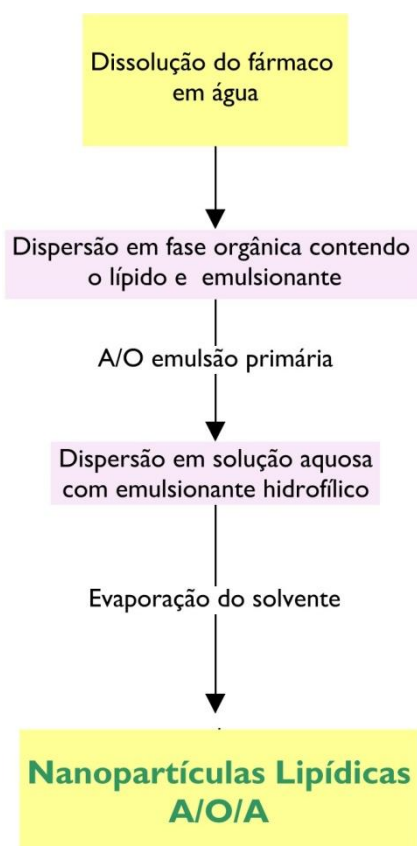 Dissolução do fármaco
em água
Dispersão em fase orgânica contendo
o lípido e emulsionante
A/O emulsão primária
Dispersão em solução aquosa
com emulsionante hidrofílico
Evaporação do solvente
Nanopartículas Lipídicas
A/O/A